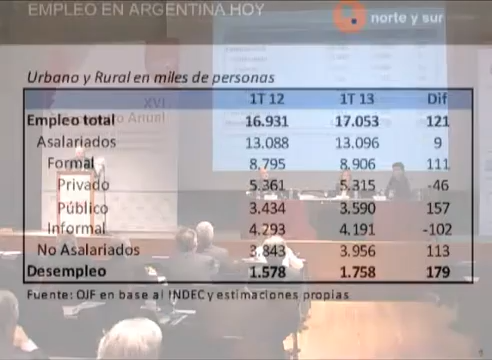 EMPLEO EN ARGENTINA HOY
norte y sur
Urbano y Rural en miles de personas
1T 12 1T 13 Dif
Empleo total 16.931 17.053 121
Asalariados 13.088 13.096 9
Formal 8.795 8.906 111
Privado 5.361 5.315 -46
Público 3.434 3.590 157
Informal 4.293 4.191 -102
No Asalariados 3.843 3.956 113
Desempleo 1.578 1.758 179
Fuente: OJF en base al INDEC y estimaciones propias
XVI
Anual